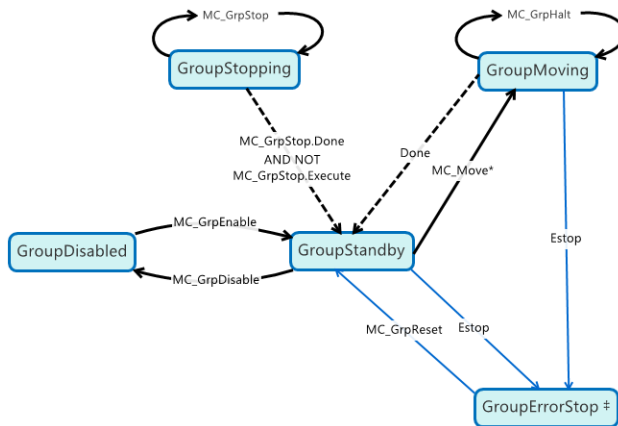 MC_GrpStop
MC_GrpHalt
GroupStopping
GroupMoving
MC_GrpStop.Done
AND NOT
MC_GrpStop.Execute
Done
MC_Move*
MC_GrpEnable
GroupDisabled
GroupStandby
Estop
MC_GrpDisable
MC_GrpReset
Estop
GroupErrorStop ‡